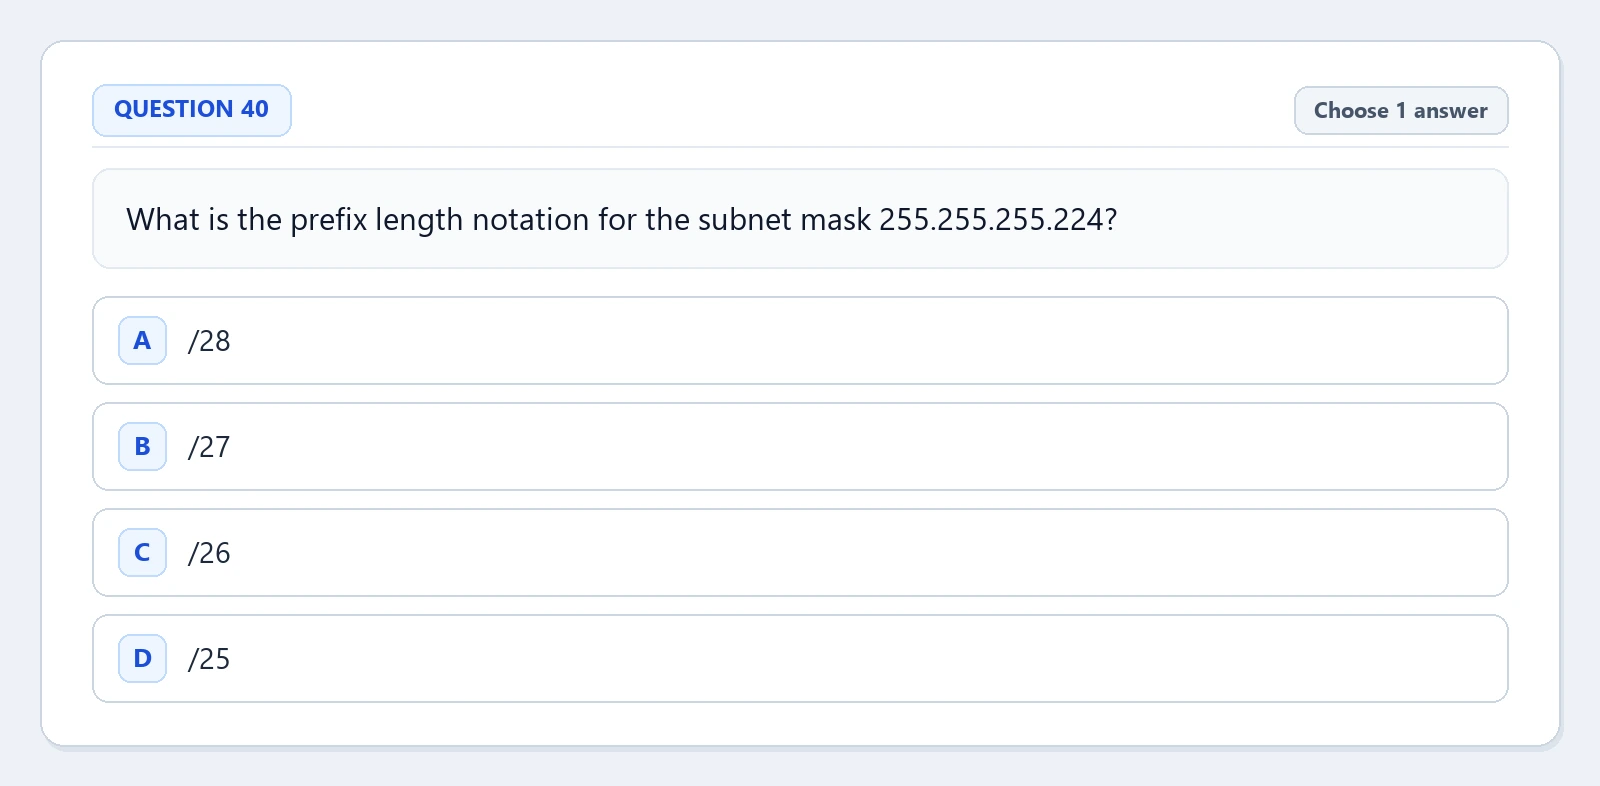 QUESTION 40
Choose 1 answer
What is the prefix length notation for the subnet mask 255.255.255.224?
A /28
B /27
C /26
D /25